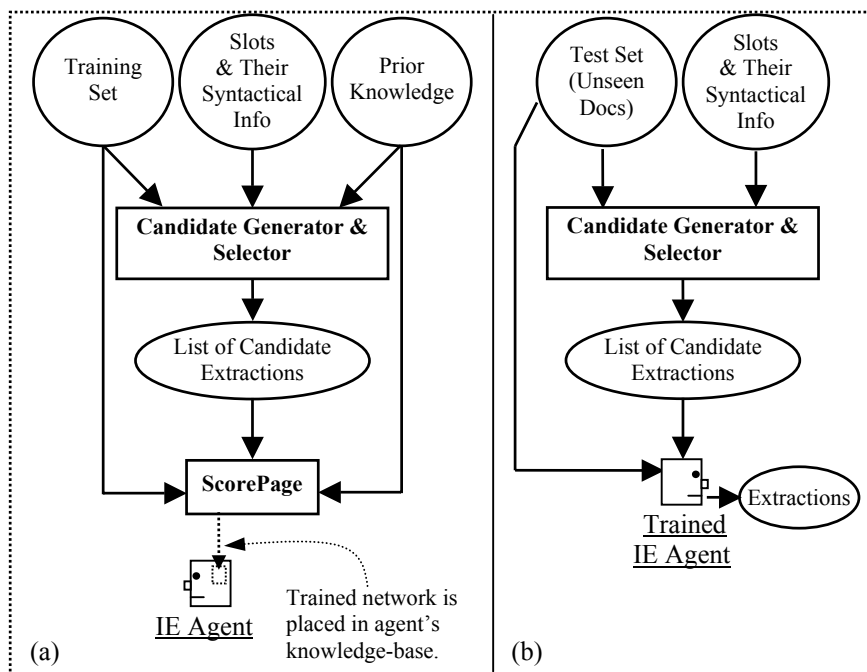 Training
Set
Slots
& Their
Syntactical
Info
Prior
Knowledge
Candidate Generator &
Selector
List of Candidate
Extractions
ScorePage
IE Agent
Trained network is
placed in agent's
knowledge-base.
(a)
Test Set
(Unseen
Docs)
Slots
& Their
Syntactical
Info
Candidate Generator &
Selector
List of Candidate
Extractions
Trained
IE Agent
Extractions
(b)